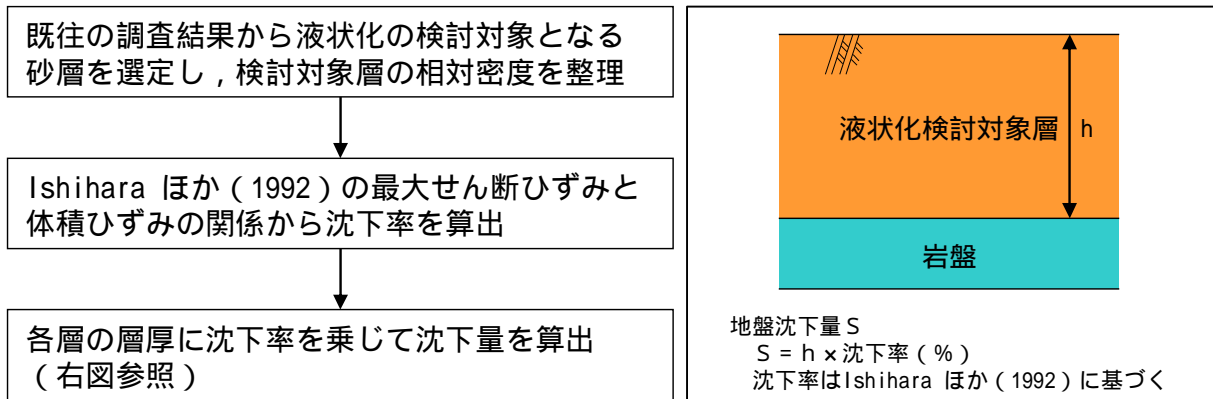 既往の調査結果から液状化の検討対象となる
砂層を選定し，検討対象層の相対密度を整理
Ishihara ほか（1992）の最大せん断ひずみと
体積ひずみの関係から沈下率を算出
各層の層厚に沈下率を乗じて沈下量を算出
（右図参照）
液状化検討対象層
h
岩盤
地盤沈下量Ｓ
Ｓ＝ｈ×沈下率（％）
沈下率はIshihara ほか（1992）に基づく